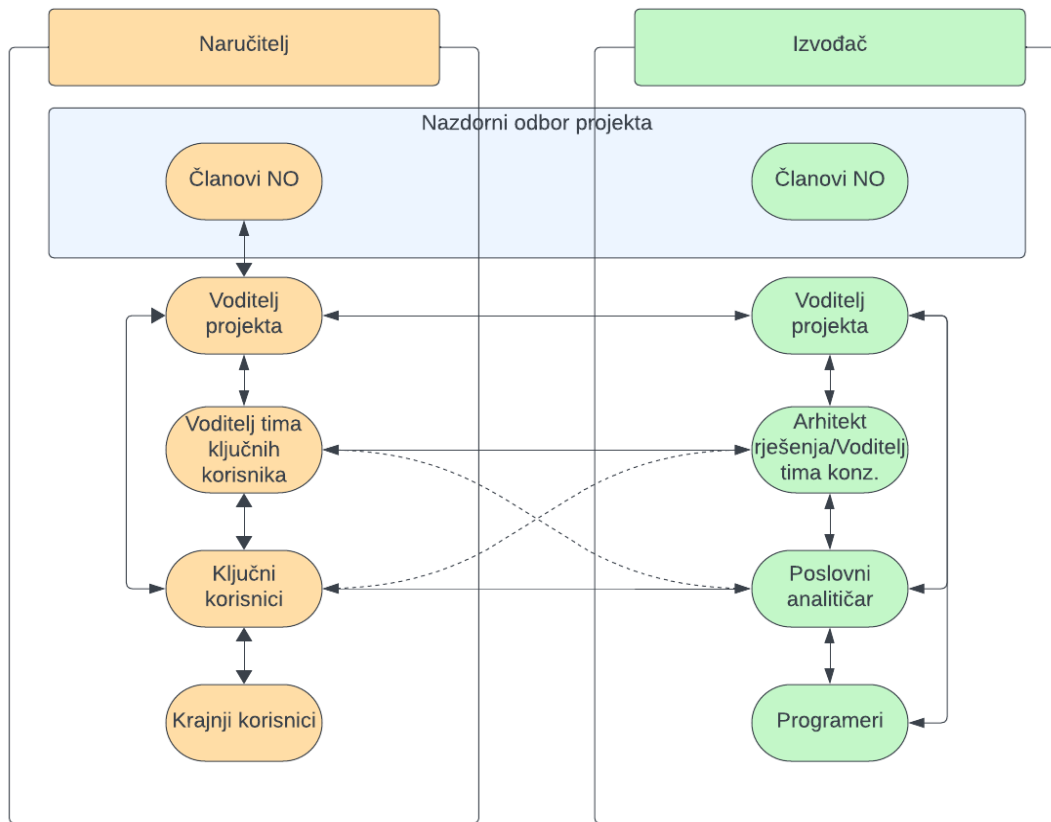 Naručitelj
Izvođač
Nazdorni odbor projekta
Članovi NO
Članovi NO
Voditelj
projekta
Voditelj
projekta
Voditelj tima
ključnih
korisnika
Arhitekt
rješenja/Voditelj
tima konz.
Ključni
korisnici
Poslovni
analitičar
Krajnji korisnici
Programeri